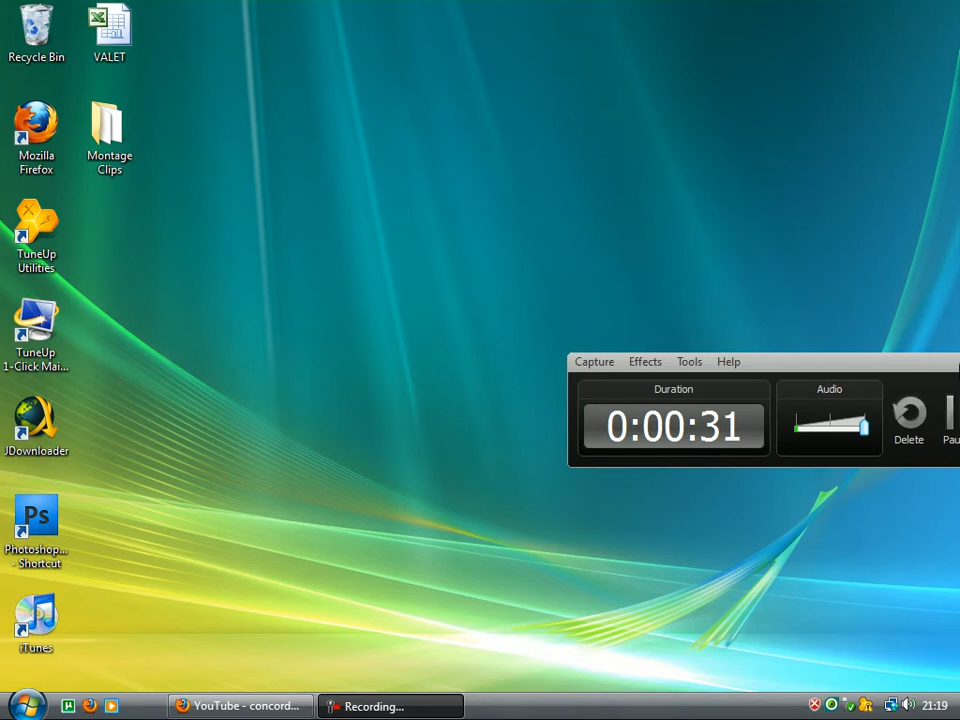 Recycle Bin
VALET
Mozilla
Firefox
Montage
Clips
TuneUp
Utilities
TuneUp
1-Click Mai...
JDownloader
Ps
Photoshop...
- Shortcut
iTunes
Capture Effects Tools Help
Duration
Audio
0:00:31
Delete
Pau
YouTube - concord...
Recording...
21:19